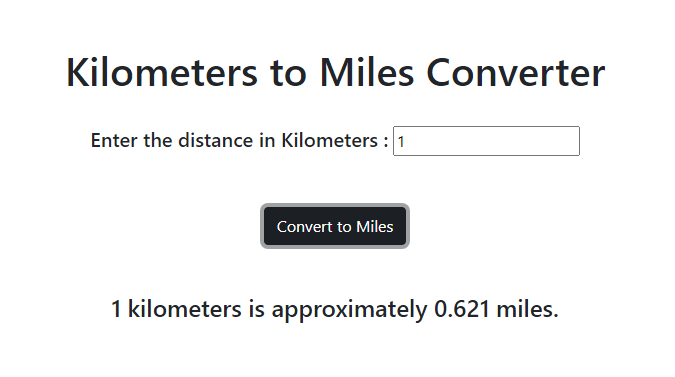 Kilometers to Miles Converter
Enter the distance in Kilometers : 1
Convert to Miles
1 kilometers is approximately 0.621 miles.